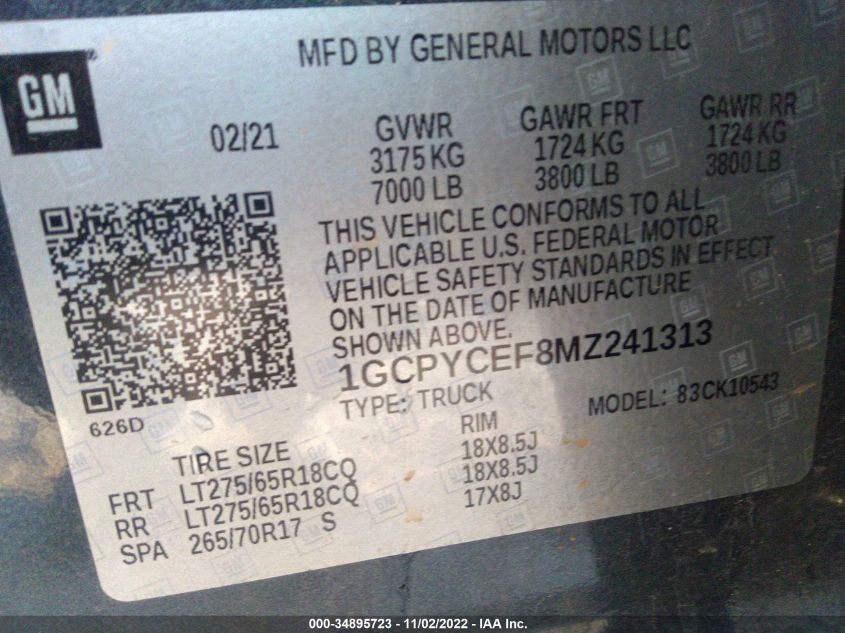 GM
MFD BY GENERAL MOTORS LLC
02/21
GVWR GAWR FRT GAWR RR
3175 KG 1724 KG 1724 KG
7000 LB 3800 LB 3800 LB
THIS VEHICLE CONFORMS TO ALL
APPLICABLE U.S. FEDERAL MOTOR
VEHICLE SAFETY STANDARDS IN EFFECT
ON THE DATE OF MANUFACTURE
SHOWN ABOVE.
1GCPYCEF8MZ241313
TYPE: TRUCK MODEL: 83CK10543
626D
TIRE SIZE RIM
FRT LT275/65R18CQ 18X8.5J
RR LT275/65R18CQ 18X8.5J
SPA 265/70R17 S 17X8J
000-34895723 - 11/02/2022 - IAA Inc.